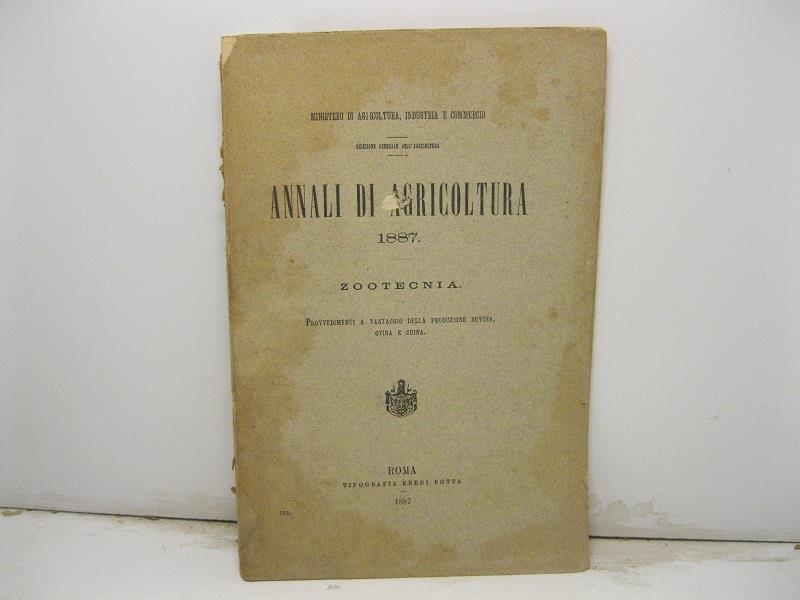 MINISTERO DI AGRICOLTURA, INDUSTRIA E COMMERCIO
DIREZIONE GENERALE DELL'AGRICOLTURA
ANNALI DI AGRICOLTURA
1887.
ZOOTECNIA.
PROVVEDIMENTI A VANTAGGIO DELLA PRODUZIONE BOVINA,
OVINA E SUINA.
ROMA
TIPOGRAFIA EREDI BOTTA
1887